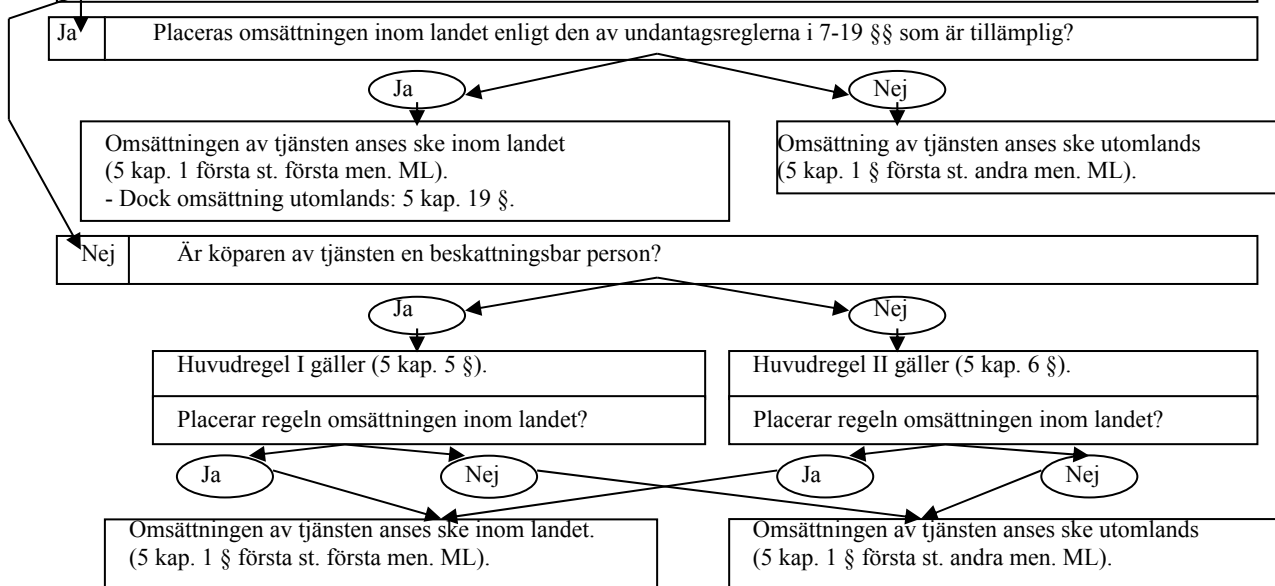 Ja Placeras omsättningen inom landet enligt den av undantagsreglerna i 7-19 §§ som är tillämplig?
Ja Nej
Omsättningen av tjänsten anses ske inom landet
(5 kap. 1 första st. första men. ML).
- Dock omsättning utomlands: 5 kap. 19 §.
Omsättning av tjänsten anses ske utomlands
(5 kap. 1 § första st. andra men. ML).
Nej Är köparen av tjänsten en beskattningsbar person?
Ja Nej
Huvudregel I gäller (5 kap. 5 §).
Placerar regeln omsättningen inom landet?
Huvudregel II gäller (5 kap. 6 §).
Placerar regeln omsättningen inom landet?
Ja Nej Ja Nej
Omsättningen av tjänsten anses ske inom landet.
(5 kap. 1 § första st. första men. ML).
Omsättningen av tjänsten anses ske utomlands
(5 kap. 1 § första st. andra men. ML).